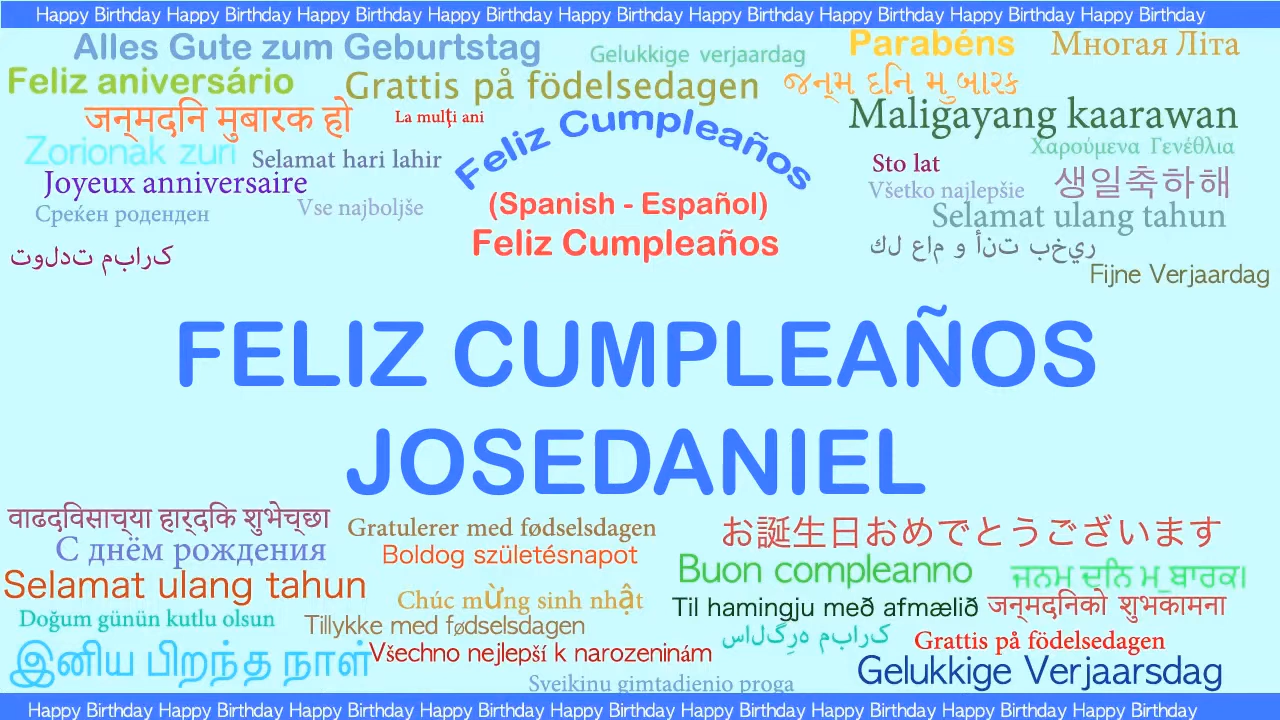 Happy Birthday Happy Birthday Happy Birthday Happy Birthday Happy Birthday Happy Birthday Happy Birthday Happy Birthday Happy Birthday
Alles Gute zum Geburtstag
Gelukkige verjaardag
Parabéns
Многая Літа
Feliz aniversário
Grattis på födelsedagen
જન્મ દિન મુબારક
जन्मदिन मुबारक हो
La mulţi ani
Feliz Cumpleaños
Maligayang kaarawan
Zorionak zuri
Selamat hari lahir
Sto lat
Χαρούμενα Γενέθλια
Joyeux anniversaire
Všetko najlepšie
생일축하해
Среќен роденден
Vse najboljše
(Spanish - Español)
Selamat ulang tahun
Feliz Cumpleaños
تولدت مبارک
كل عام و أنت بخير
Fijne Verjaardag
FELIZ CUMPLEAÑOS
JOSEDANIEL
वाढदिवसाच्या हार्दिक शुभेच्छा
Gratulerer med fødselsdagen
お誕生日おめでとうございます
С днём рождения
Boldog születésnapot
Buon compleanno
ਜਨਮ ਦਿਨ ਮੁਬਾਰਕ।
Selamat ulang tahun
Chúc mừng sinh nhật
Til hamingju með afmælið
जन्मदिनको शुभकामना
Doğum günün kutlu olsun
Tillykke med fødselsdagen
سالگرہ مبارک
Grattis på födelsedagen
இனிய பிறந்த நாள்
Všechno nejlepší k narozeninám
Gelukkige Verjaarsdag
Sveikinu gimtadienio proga
Happy Birthday Happy Birthday Happy Birthday Happy Birthday Happy Birthday Happy Birthday Happy Birthday Happy Birthday Happy Birthday